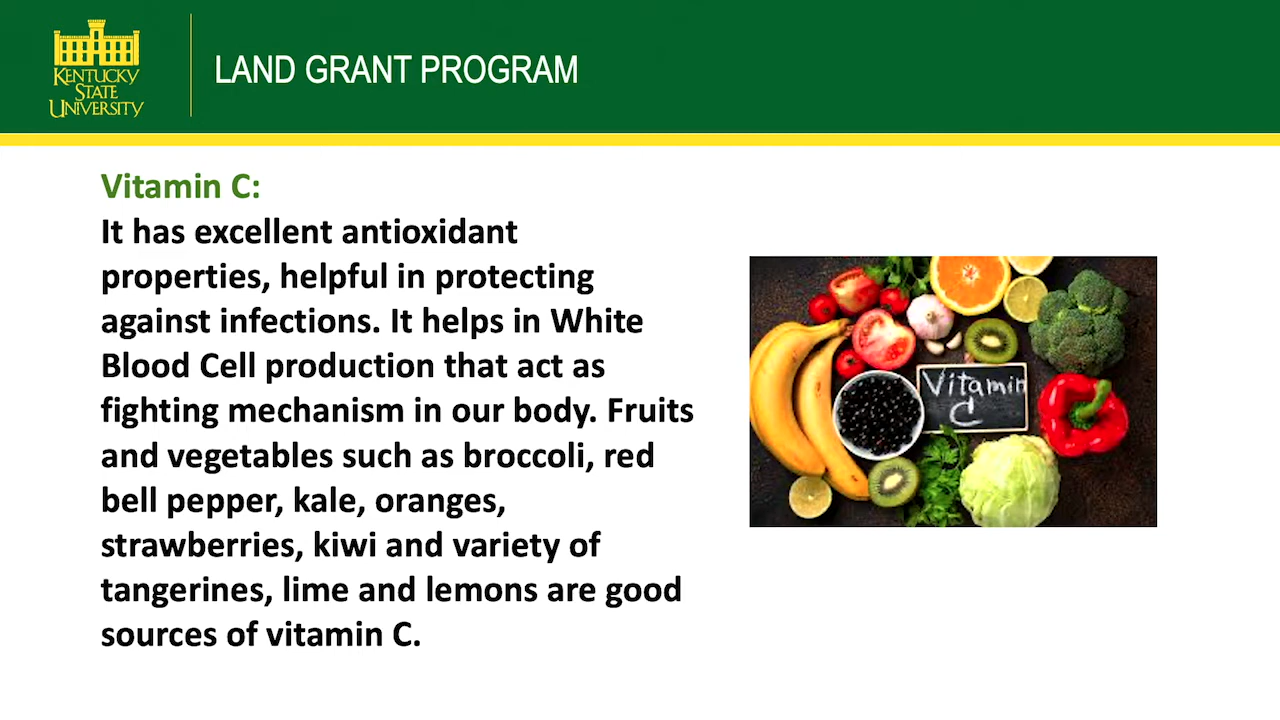 KENTUCKY
STATE
UNIVERSITY
LAND GRANT PROGRAM
Vitamin C:
It has excellent antioxidant
properties, helpful in protecting
against infections. It helps in White
Blood Cell production that act as
fighting mechanism in our body. Fruits
and vegetables such as broccoli, red
bell pepper, kale, oranges,
strawberries, kiwi and variety of
tangerines, lime and lemons are good
sources of vitamin C.
Vitamin
C